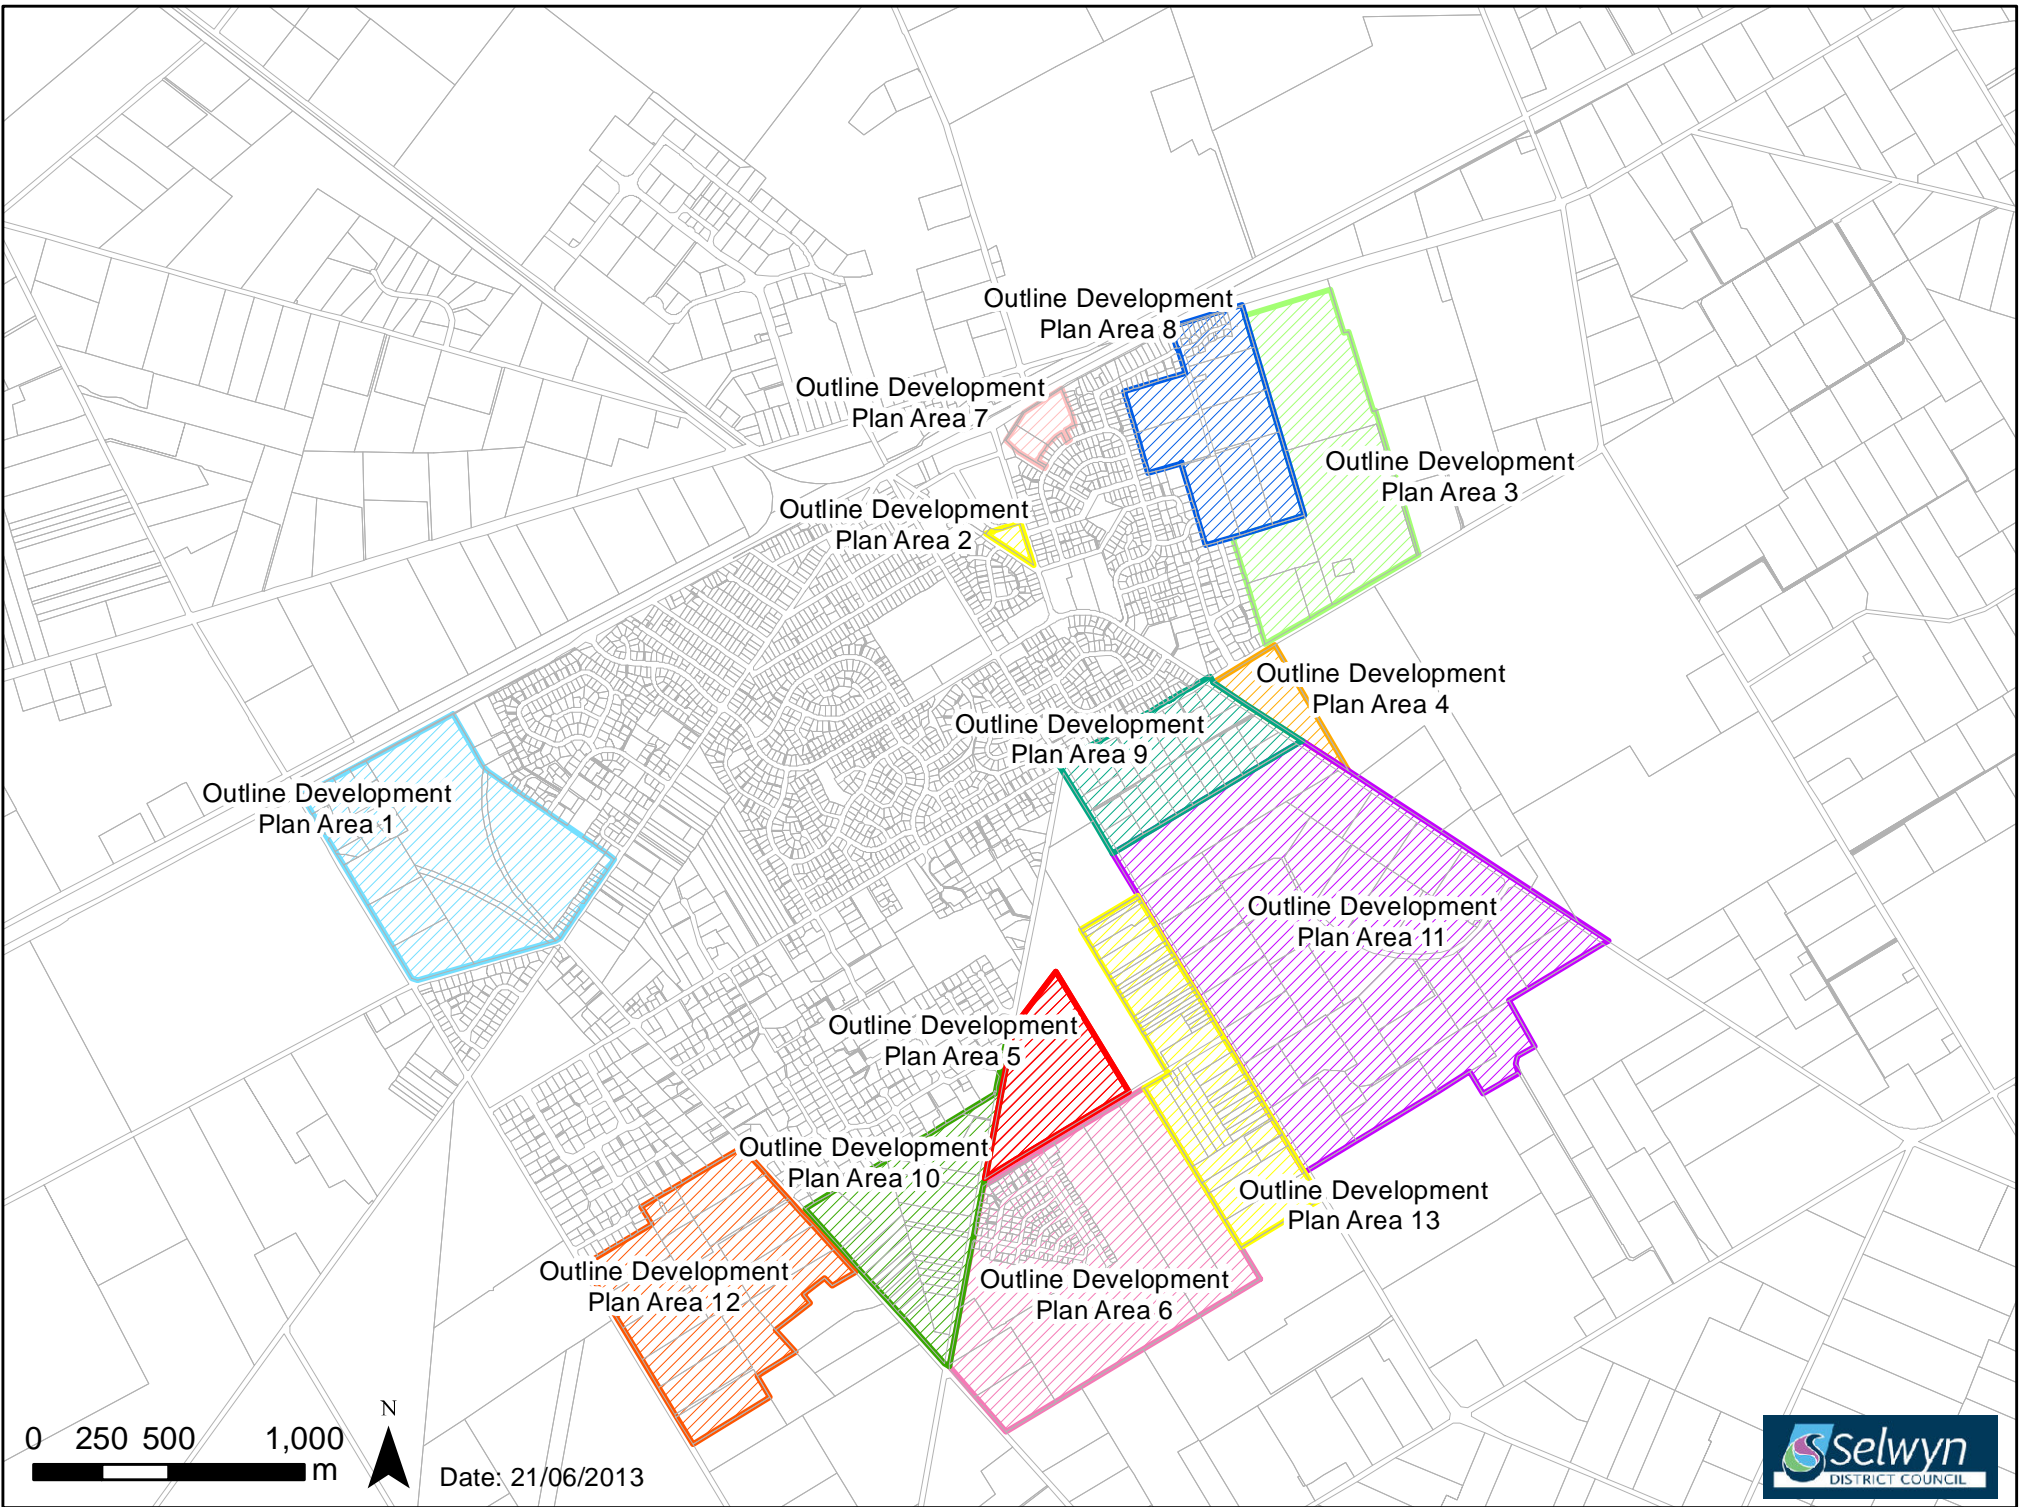 Outline Development
Plan Area 8
Outline Development
Plan Area 7
Outline Development
Plan Area 3
Outline Development
Plan Area 2
Outline Development
Plan Area 4
Outline Development
Plan Area 9
Outline Development
Plan Area 1
Outline Development
Plan Area 11
Outline Development
Plan Area 5
Outline Development
Plan Area 10
Outline Development
Plan Area 13
Outline Development
Plan Area 12
Outline Development
Plan Area 6
0 250 500 1,000
m
N
Date: 21/06/2013
Selwyn
DISTRICT COUNCIL